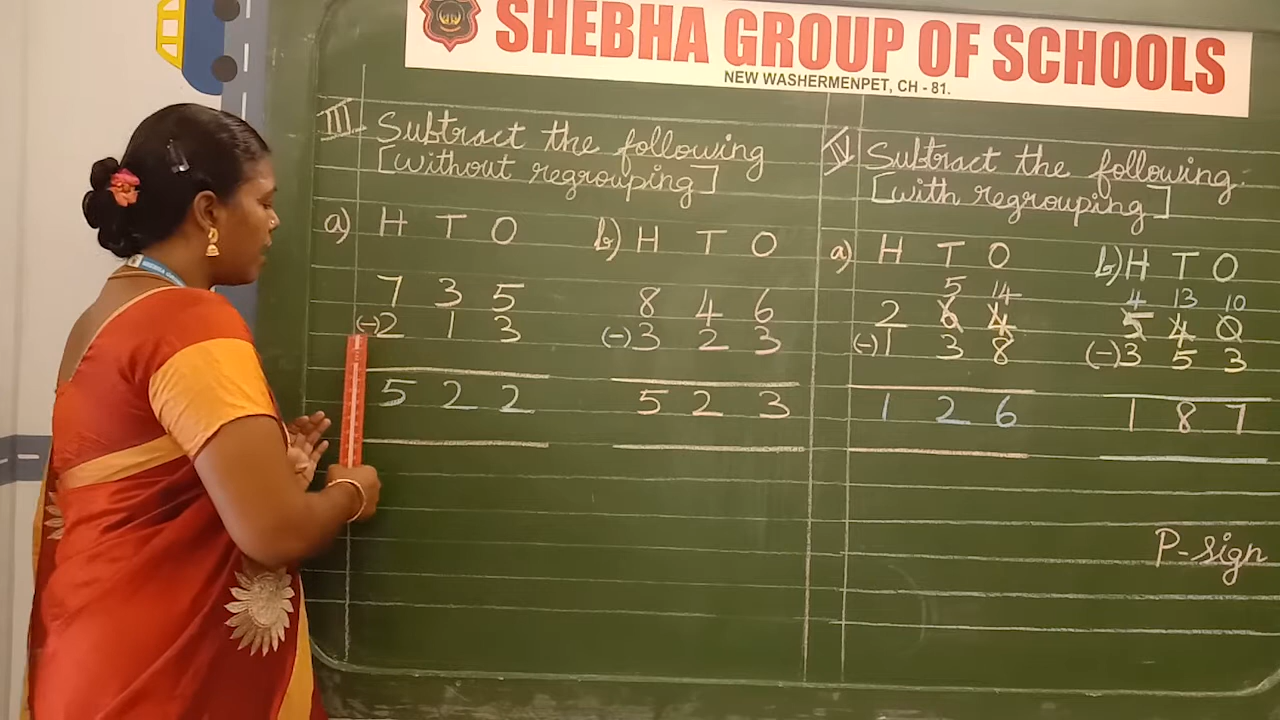 SHEBHA GROUP OF SCHOOLS
NEW WASHERMENPET, CH - 81.
III Subtract the following
[without regrouping]
a) H T O
7 3 5
(-) 2 1 3
5 2 2
b) H T O
8 4 6
(-) 3 2 3
5 2 3
IV Subtract the following:
[with regrouping]
a) H T O
5 14
2 6 4
(-) 1 3 8
1 2 6
b) H T O
4 13 10
5 4 0
(-) 3 5 3
1 8 7
P-sign